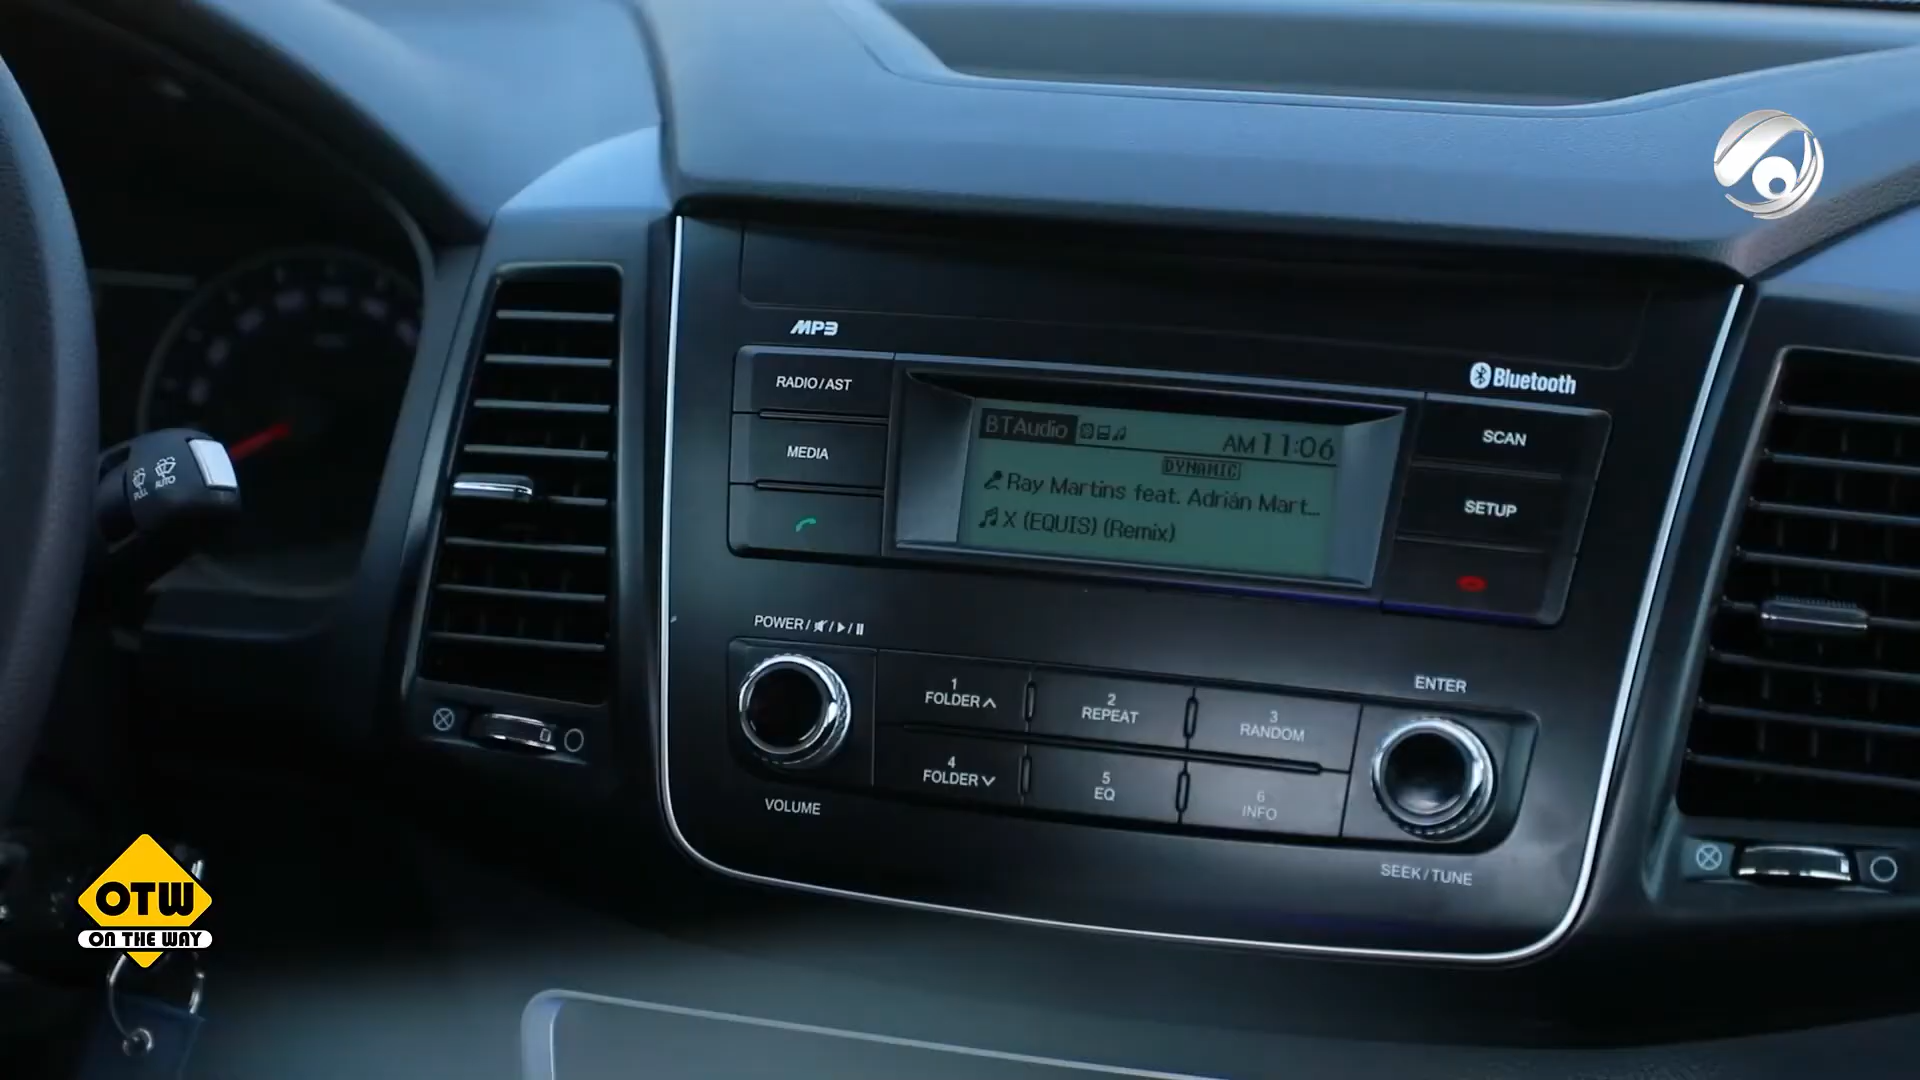 MP3
RADIO/AST
MEDIA
Bluetooth
SCAN
SETUP
BTAudio
AM 11:06
DYNAMIC
Ray Martins feat. Adrián Mart...
X (EQUIS) (Remix)
PULL
AUTO
POWER/
VOLUME
1
FOLDER
2
REPEAT
3
RANDOM
4
FOLDER
5
EQ
6
INFO
ENTER
SEEK/TUNE
OTW
ON THE WAY